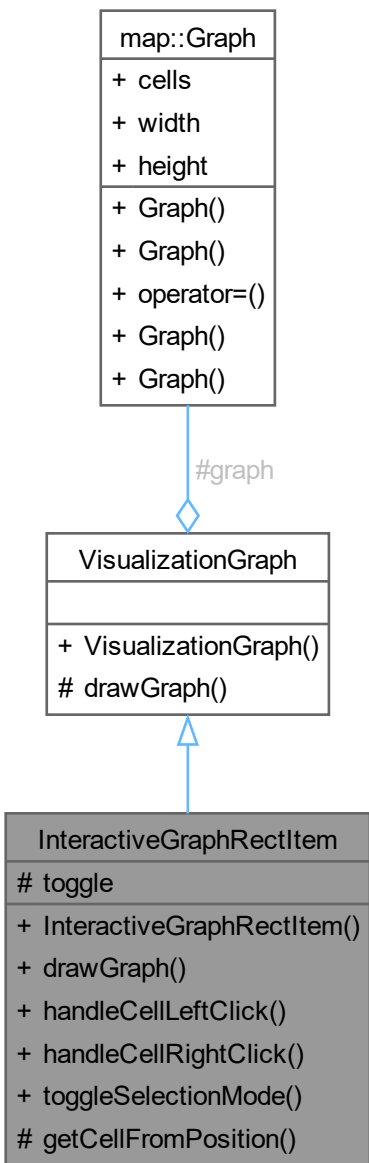 map::Graph
+ cells
+ width
+ height
+ Graph()
+ Graph()
+ operator=()
+ Graph()
+ Graph()
#graph
VisualizationGraph
+ VisualizationGraph()
# drawGraph()
InteractiveGraphRectItem
# toggle
+ InteractiveGraphRectItem()
+ drawGraph()
+ handleCellLeftClick()
+ handleCellRightClick()
+ toggleSelectionMode()
# getCellFromPosition()